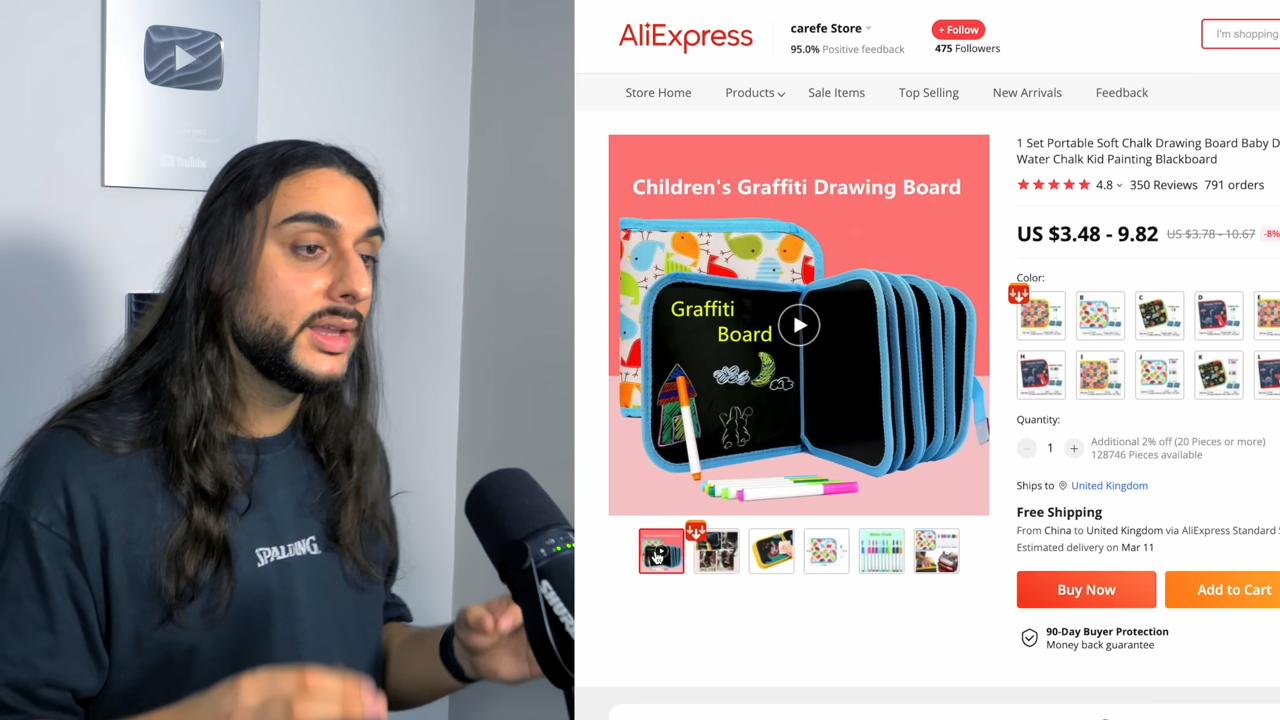 YouTube
SPALDING
SHURE
AliExpress
carefe Store
95.0% Positive feedback
+ Follow
475 Followers
I'm shopping
Store Home
Products
Sale Items
Top Selling
New Arrivals
Feedback
Children's Graffiti Drawing Board
Graffiti
Board
1 Set Portable Soft Chalk Drawing Board Baby D
Water Chalk Kid Painting Blackboard
4.8
350 Reviews
791 orders
US $3.48 - 9.82
US $3.78 - 10.67
-8%
Color:
B
C
D
E
H
I
J
K
L
Quantity:
1
Additional 2% off (20 Pieces or more)
128746 Pieces available
Ships to
United Kingdom
Free Shipping
From China to United Kingdom via AliExpress Standard S
Estimated delivery on Mar 11
Buy Now
Add to Cart
90-Day Buyer Protection
Money back guarantee